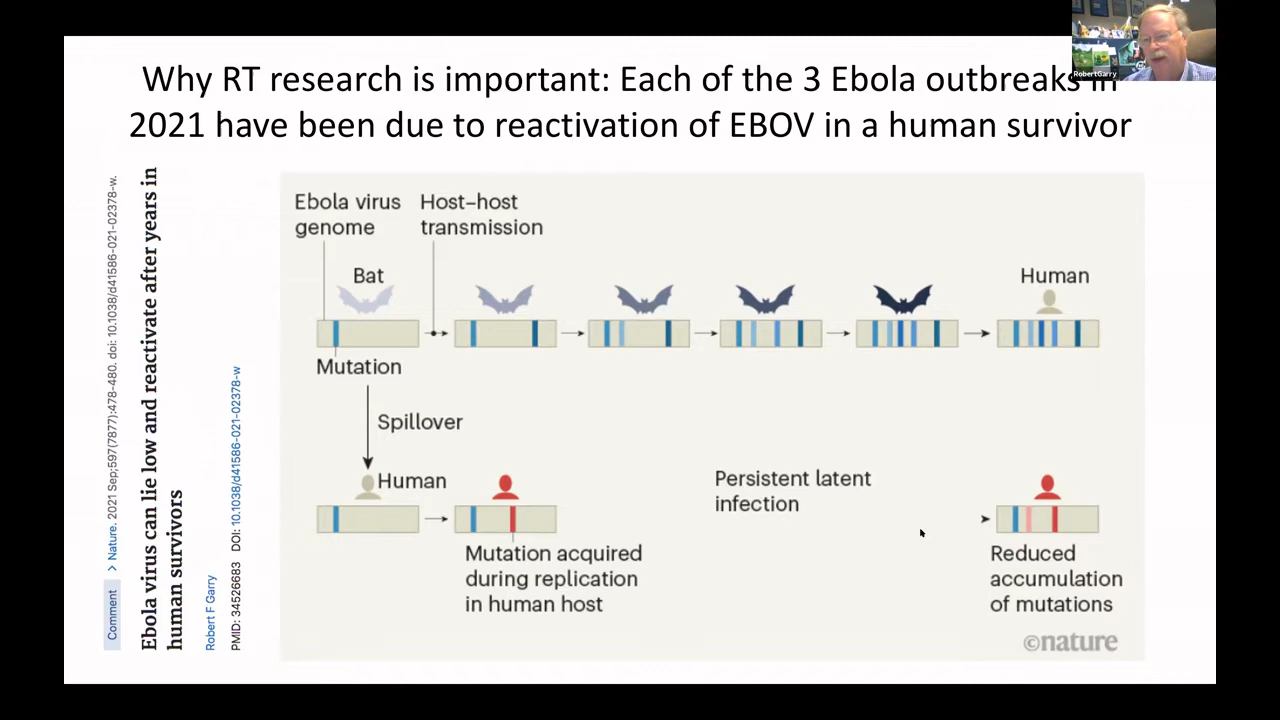 RobertGarry
Why RT research is important: Each of the 3 Ebola outbreaks in
2021 have been due to reactivation of EBOV in a human survivor
Comment > Nature. 2021 Sep;597(7877):478-480. doi: 10.1038/d41586-021-02378-w.
Ebola virus can lie low and reactivate after years in
human survivors
Robert F Garry
PMID: 34526683 DOI: 10.1038/d41586-021-02378-w
Ebola virus
genome
Host–host
transmission
Bat
Human
Mutation
Spillover
Human
Persistent latent
infection
Mutation acquired
during replication
in human host
Reduced
accumulation
of mutations
©nature